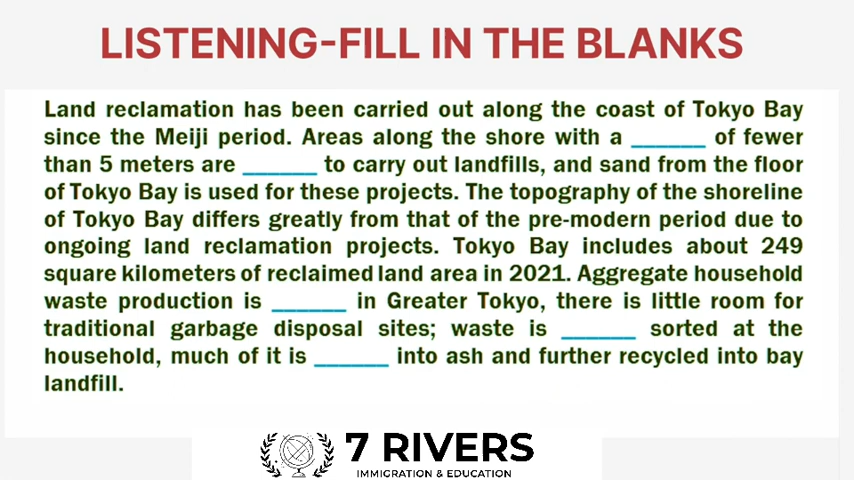 LISTENING-FILL IN THE BLANKS
Land reclamation has been carried out along the coast of Tokyo Bay
since the Meiji period. Areas along the shore with a ______ of fewer
than 5 meters are ______ to carry out landfills, and sand from the floor
of Tokyo Bay is used for these projects. The topography of the shoreline
of Tokyo Bay differs greatly from that of the pre-modern period due to
ongoing land reclamation projects. Tokyo Bay includes about 249
square kilometers of reclaimed land area in 2021. Aggregate household
waste production is ______ in Greater Tokyo, there is little room for
traditional garbage disposal sites; waste is ______ sorted at the
household, much of it is ______ into ash and further recycled into bay
landfill.
7 RIVERS
IMMIGRATION & EDUCATION